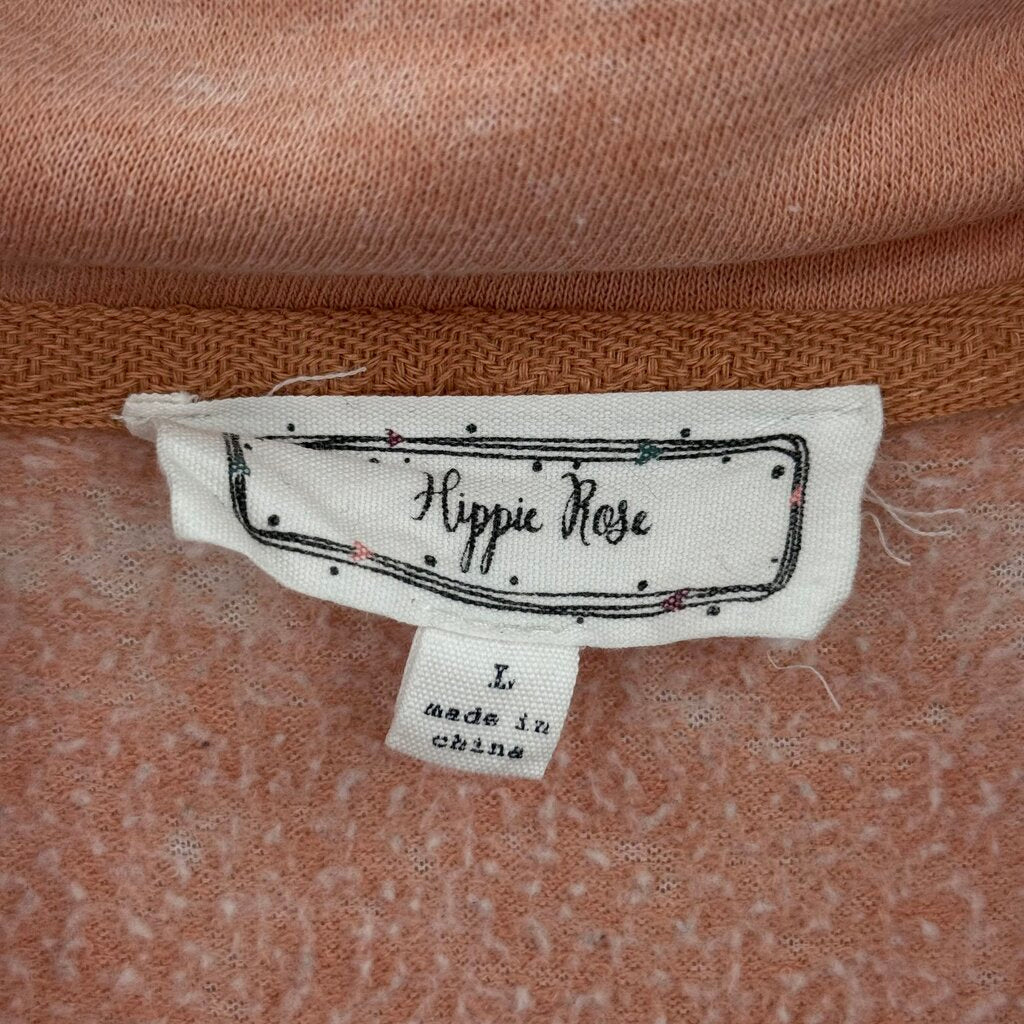 Hippie Rose
L
made in
china